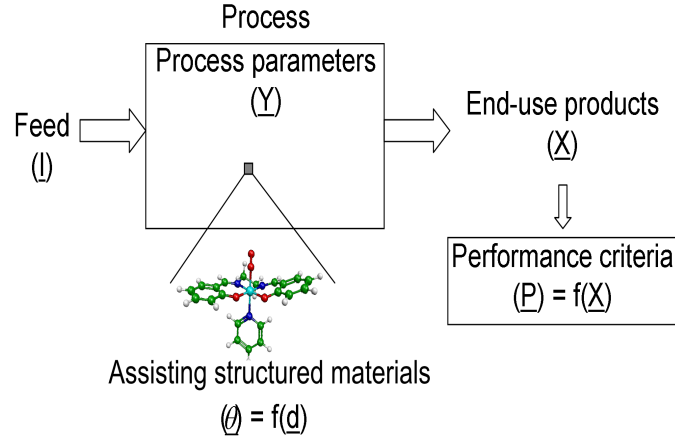 Process
Process parameters
(Y)
Feed
(I)
End-use products
(X)
Performance criteria
(P) = f(X)
Assisting structured materials
(θ) = f(d)